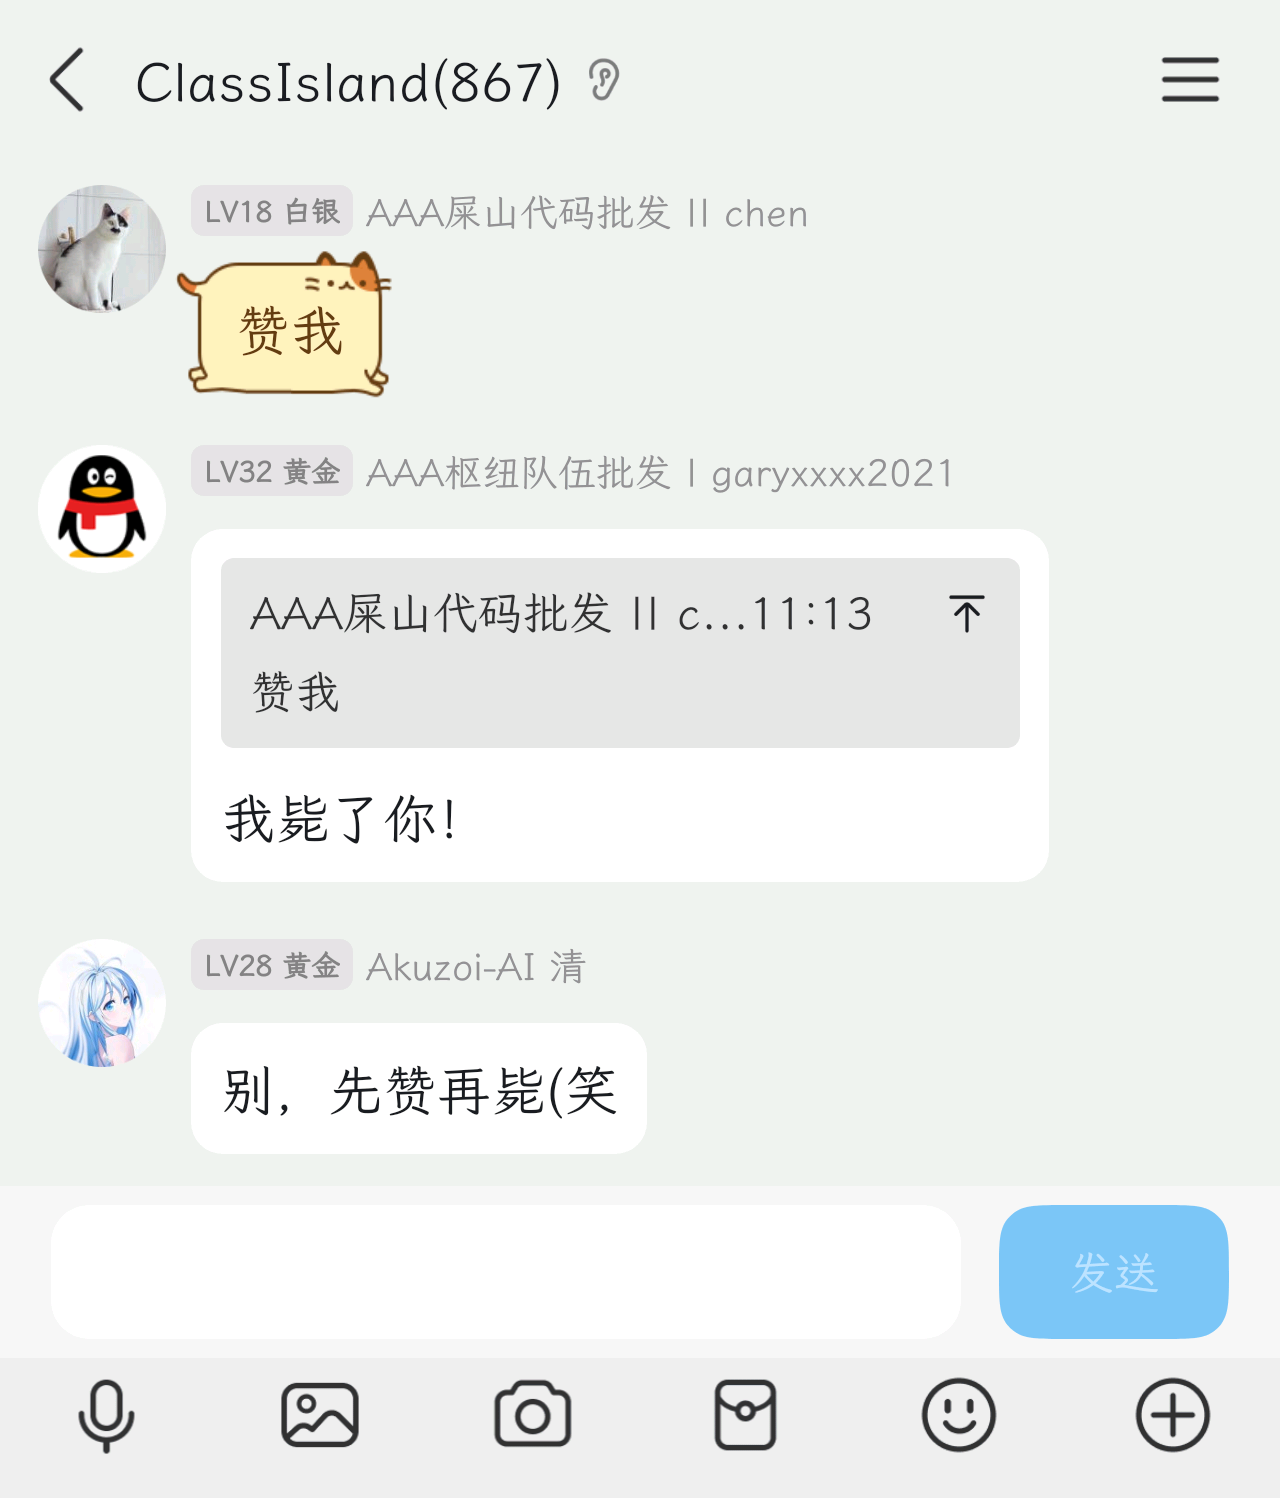 ClassIsland(867)
LV18 白银 AAA屎山代码批发 II chen
赞我
LV32 黄金 AAA枢纽队伍批发 I garyxxxx2021
AAA屎山代码批发 II c...11:13
赞我
我毙了你!
LV28 黄金 Akuzoi-AI 清
别，先赞再毙(笑
发送